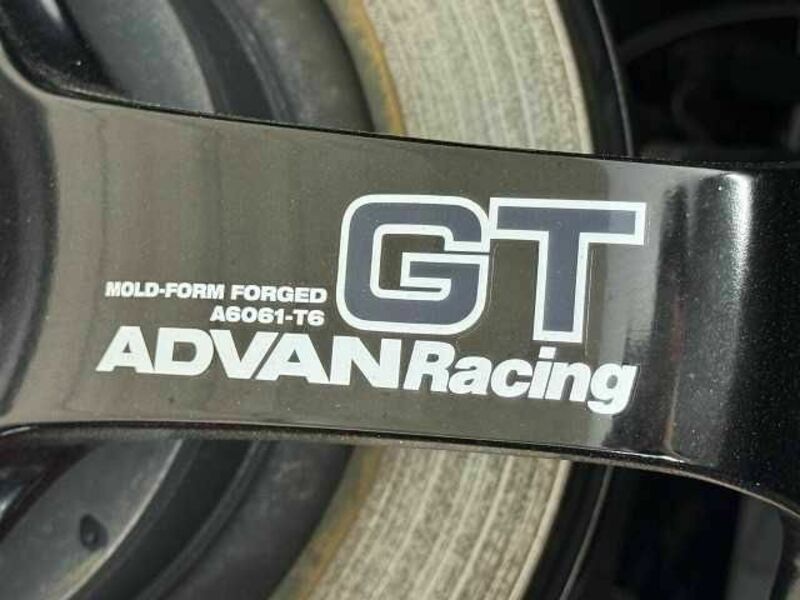 GT
MOLD-FORM FORGED
A6061-T6
ADVAN Racing